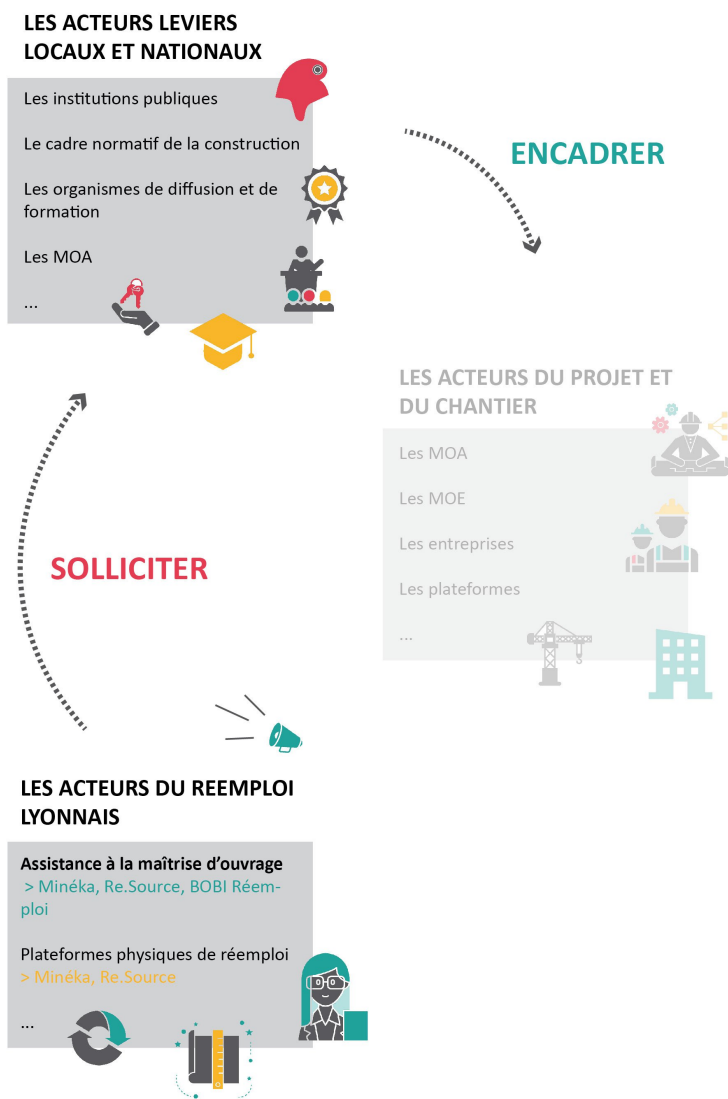 LES ACTEURS LEVIERS
LOCAUX ET NATIONAUX
Les institutions publiques
Le cadre normatif de la construction
Les organismes de diffusion et de
formation
Les MOA
...
ENCADRER
LES ACTEURS DU PROJET ET
DU CHANTIER
Les MOA
Les MOE
Les entreprises
Les plateformes
...
SOLLICITER
LES ACTEURS DU REEMPLOI
LYONNAIS
Assistance à la maîtrise d'ouvrage
> Minéka, Re.Source, BOBI Réem-
ploi
Plateformes physiques de réemploi
> Minéka, Re.Source
...